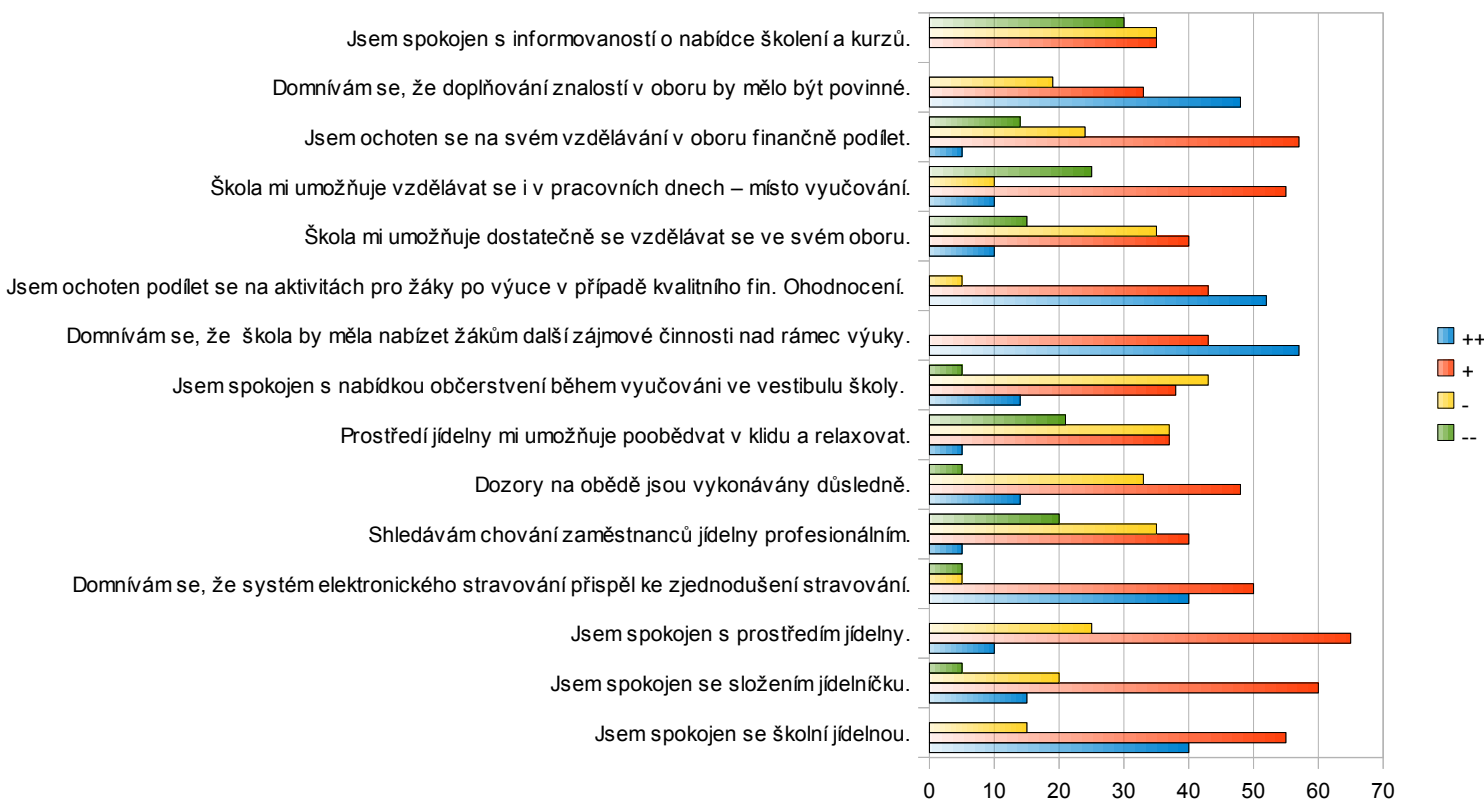 Jsem spokojen s informovaností o nabídce školení a kurzů.
Domnívám se, že doplňování znalostí v oboru by mělo být povinné.
Jsem ochoten se na svém vzdělávání v oboru finančně podílet.
Škola mi umožňuje vzdělávat se i v pracovních dnech – místo vyučování.
Škola mi umožňuje dostatečně se vzdělávat se ve svém oboru.
Jsem ochoten podílet se na aktivitách pro žáky po výuce v případě kvalitního fin. Ohodnocení.
Domnívám se, že škola by měla nabízet žákům další zájmové činnosti nad rámec výuky.
Jsem spokojen s nabídkou občerstvení během vyučováni ve vestibulu školy.
Prostředí jídelny mi umožňuje poobědvat v klidu a relaxovat.
Dozory na obědě jsou vykonávány důsledně.
Shledávám chování zaměstnanců jídelny profesionálním.
Domnívám se, že systém elektronického stravování přispěl ke zjednodušení stravování.
Jsem spokojen s prostředím jídelny.
Jsem spokojen se složením jídelníčku.
Jsem spokojen se školní jídelnou.
0 10 20 30 40 50 60 70
++
+
-
--